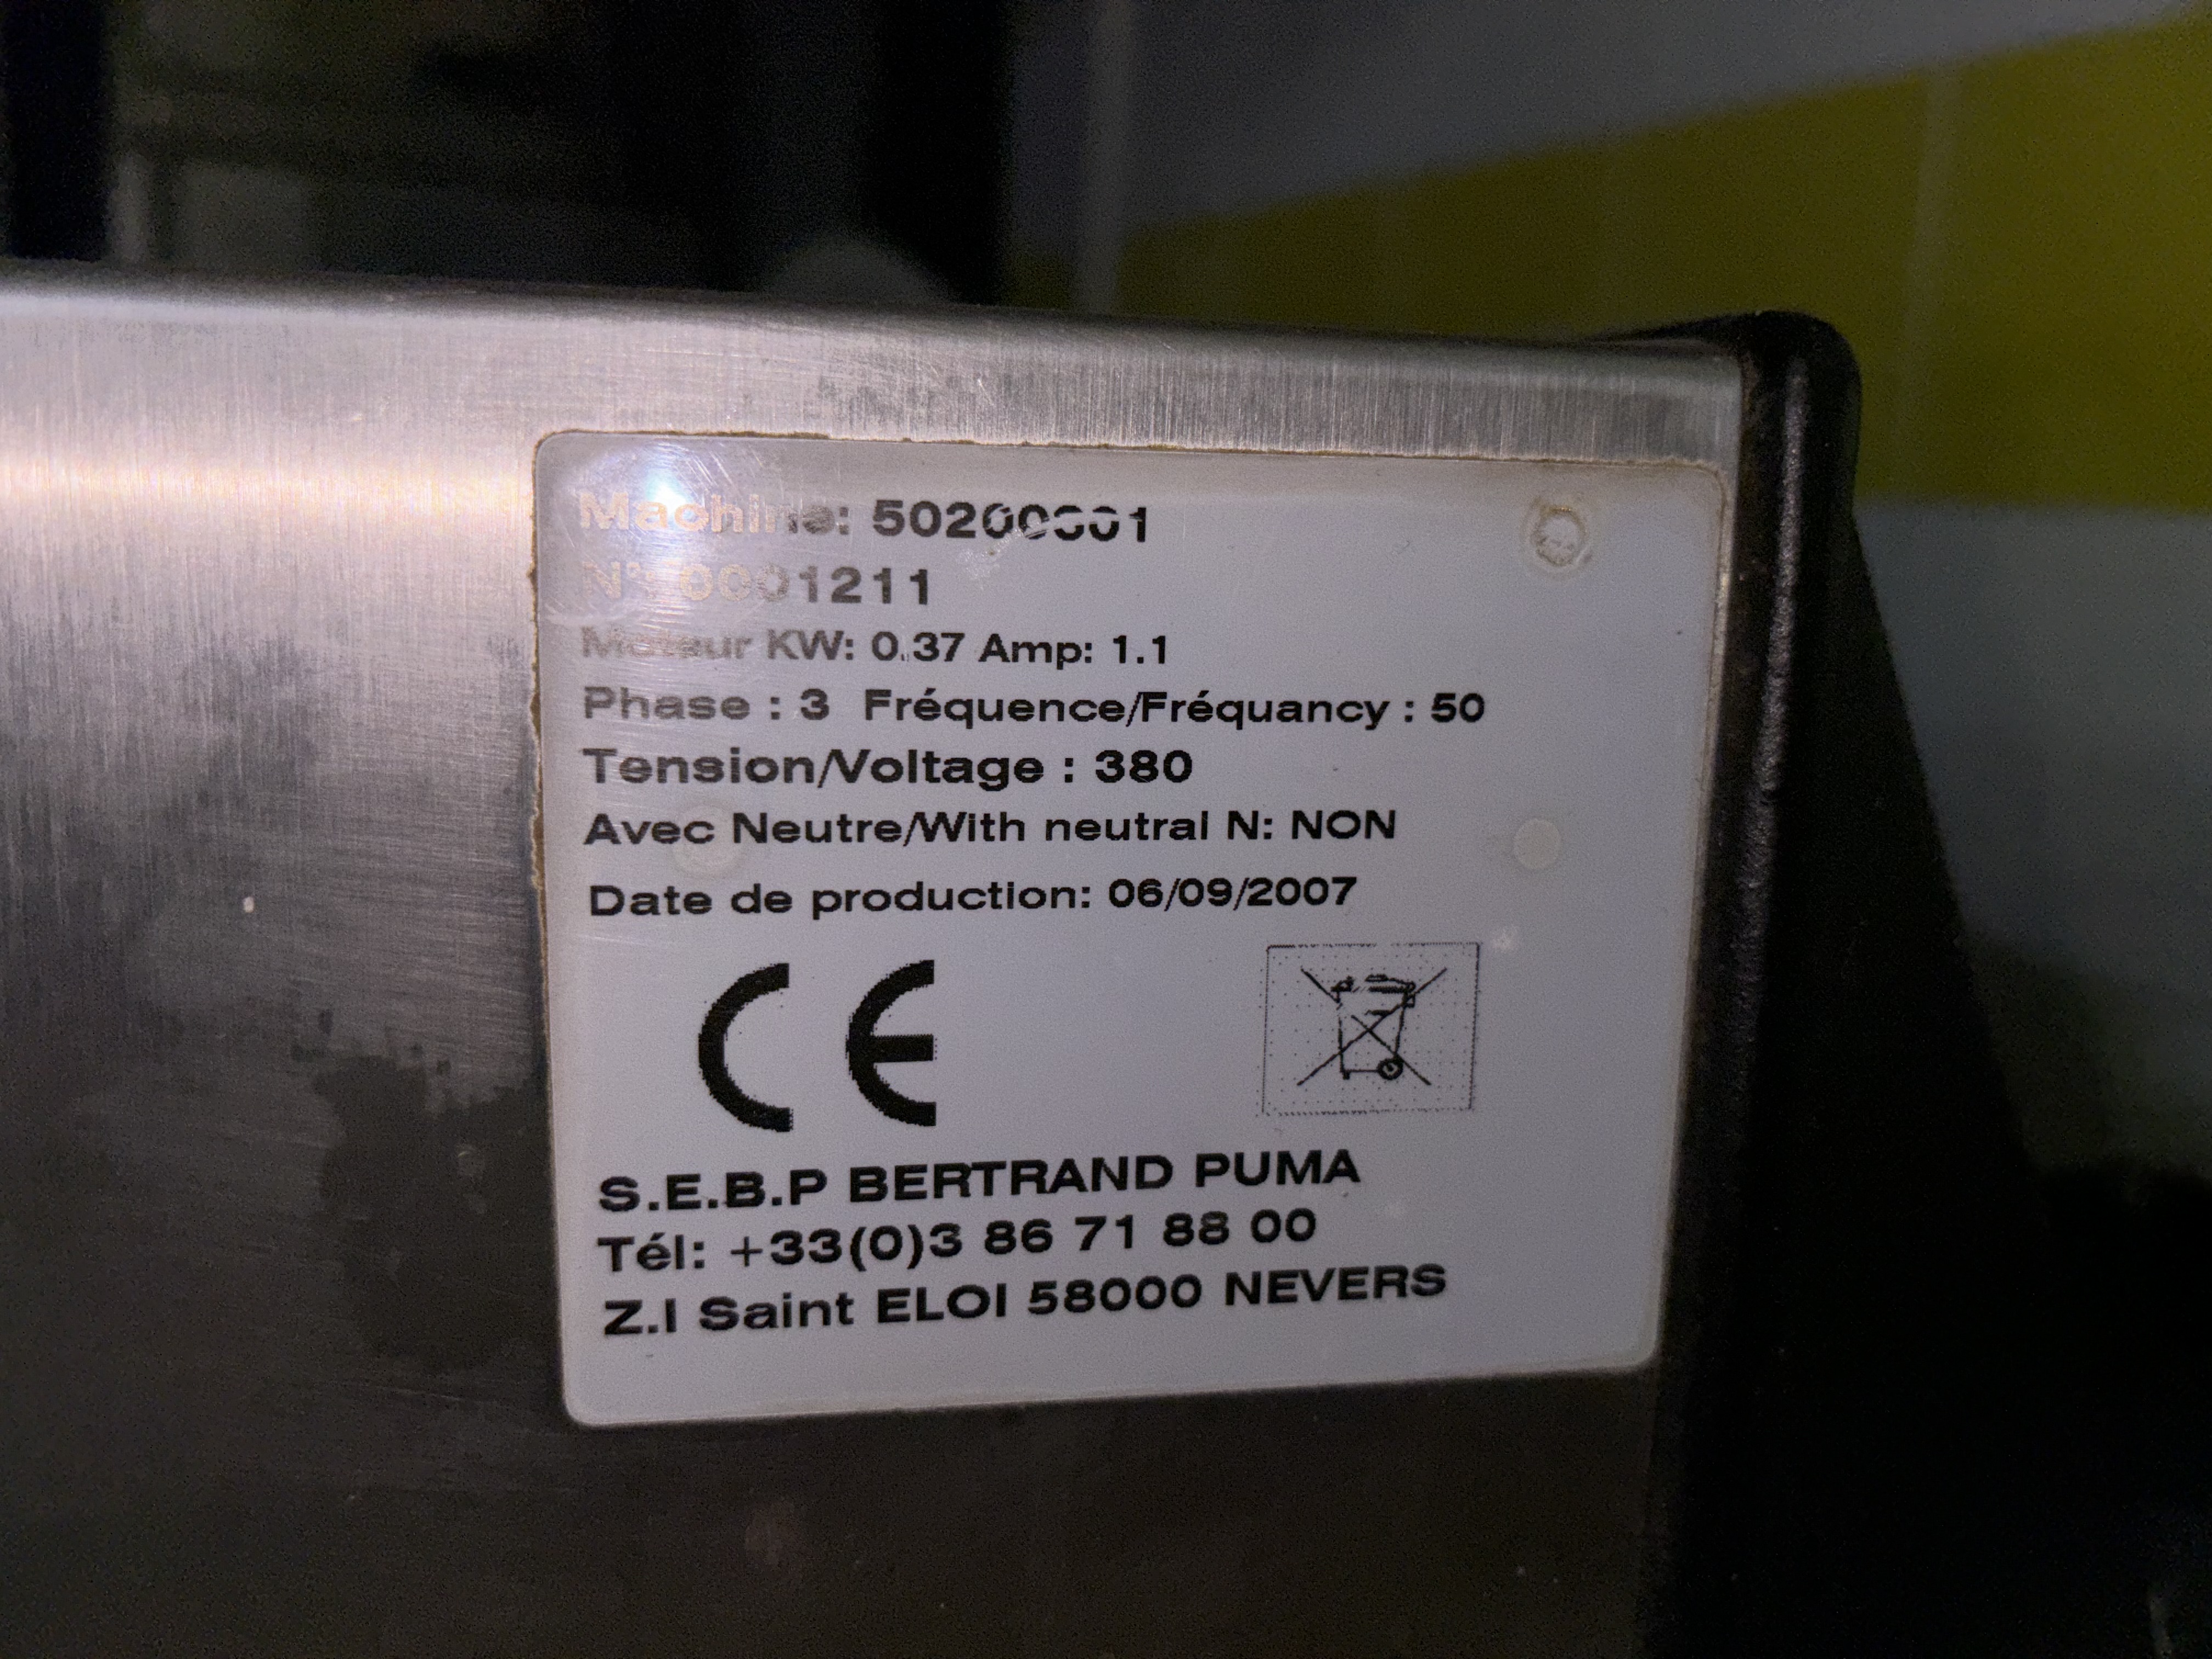 Machine: 50200001
N°: 0001211
Moteur KW: 0.37 Amp: 1.1
Phase : 3 Fréquence/Fréquancy : 50
Tension/Voltage : 380
Avec Neutre/With neutral N: NON
Date de production: 06/09/2007
CE
S.E.B.P BERTRAND PUMA
Tél: +33(0)3 86 71 88 00
Z.I Saint ELOI 58000 NEVERS